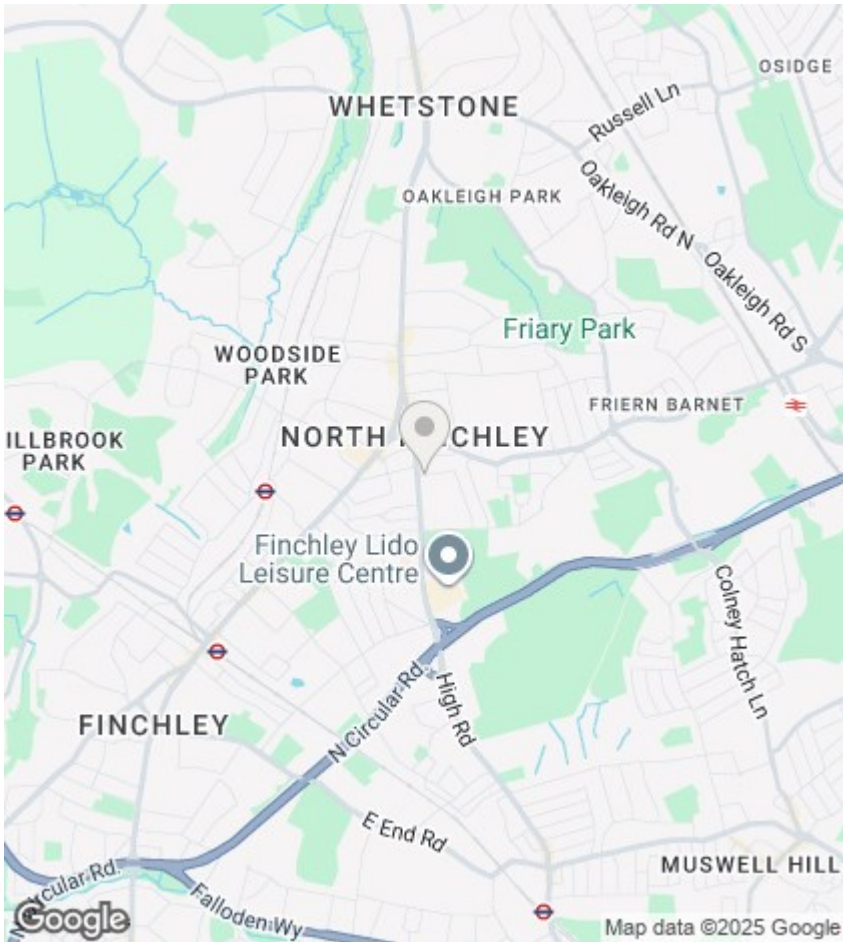 OSIDGE
WHETSTONE
Russell Ln
OAKLEIGH PARK
Oakleigh Rd N
Oakleigh Rd S
Friary Park
WOODSIDE
PARK
FRIERN BARNET
NORTH
ILLBROOK
PARK
Finchley Lido
Leisure Centre
Colney Hatch Ln
High Rd
FINCHLEY
N Circular Rd
E End Rd
MUSWELL HILL
N Circular Rd
Falloden Wy
Google
Map data ©2025 Google